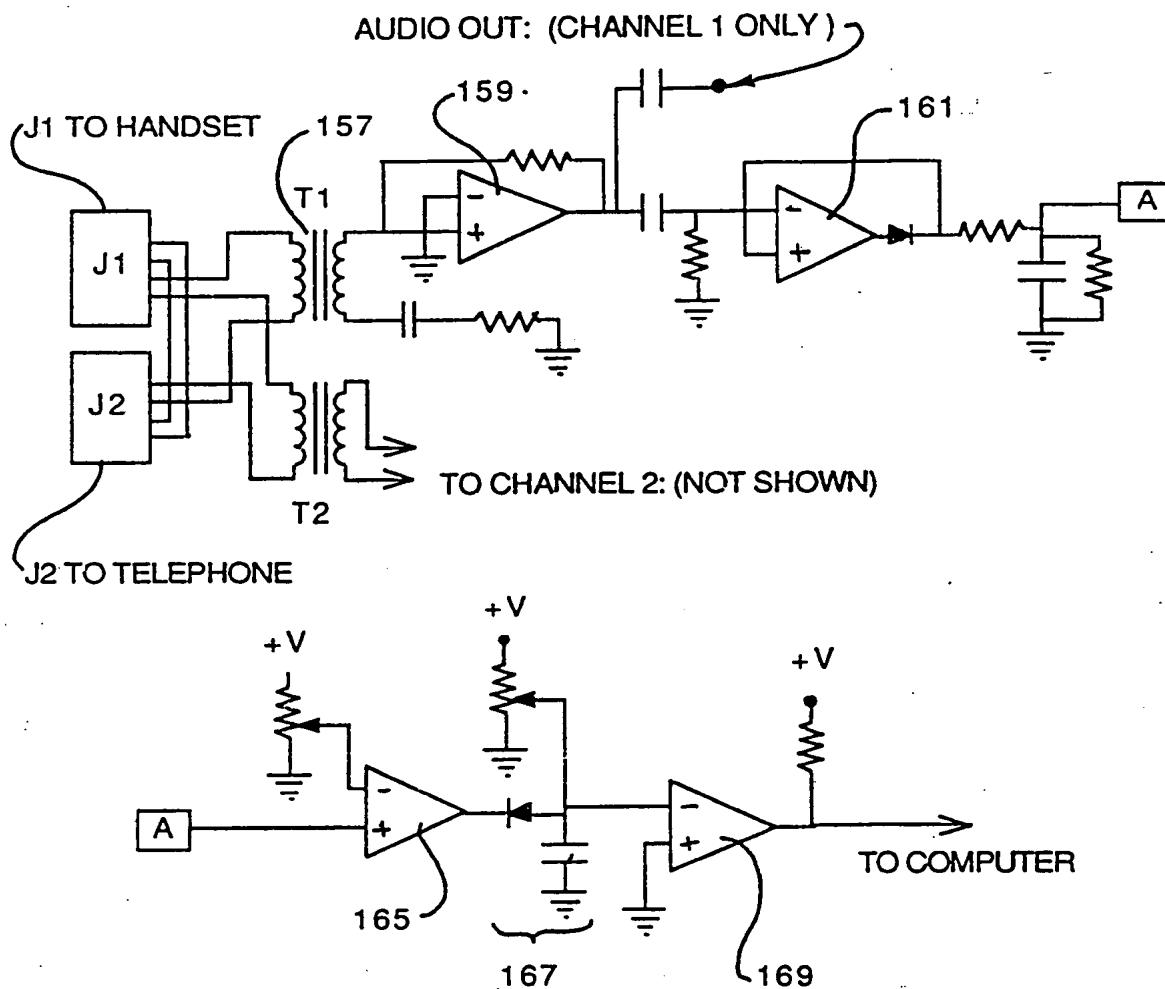 AUDIO OUT: (CHANNEL 1 ONLY )
159
J1 TO HANDSET
157
161
T1
-
+
-
+
A
J1
J2
T2
TO CHANNEL 2: (NOT SHOWN)
J2 TO TELEPHONE
+V
+V
+V
A
-
+
-
+
TO COMPUTER
165
167
169